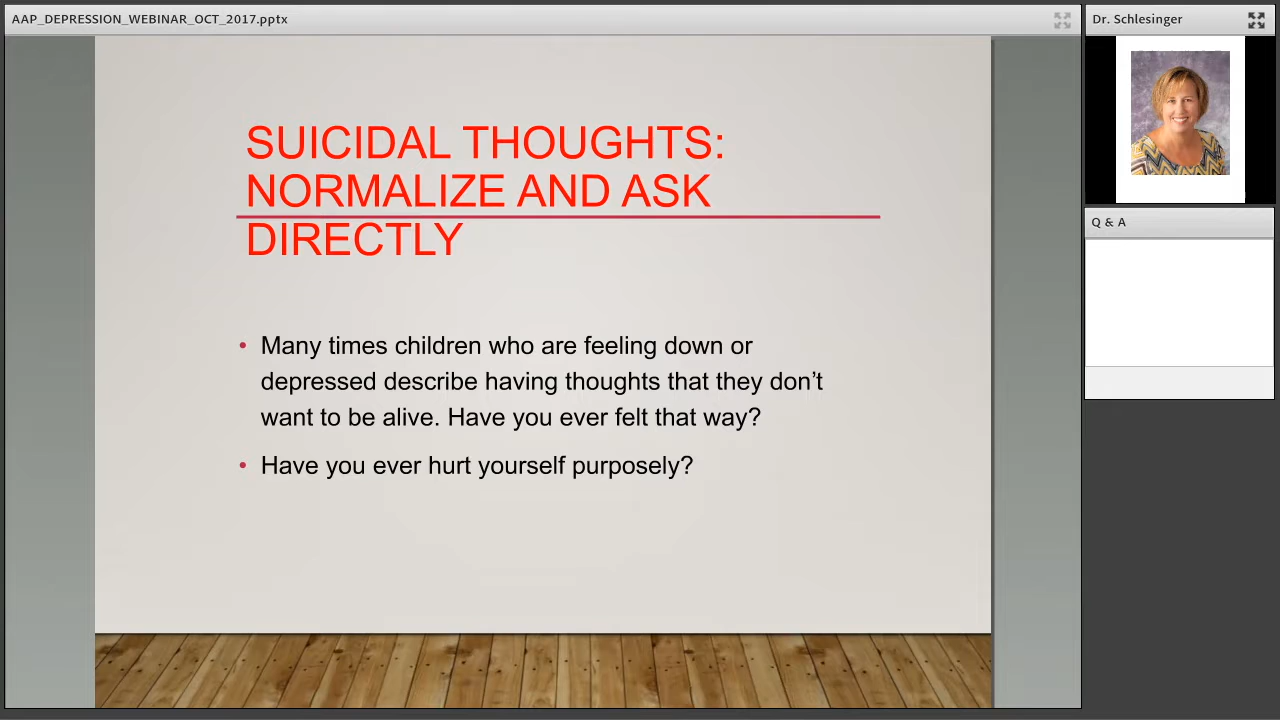 AAP_DEPRESSION_WEBINAR_OCT_2017.pptx
Dr. Schlesinger
Q & A
SUICIDAL THOUGHTS:
NORMALIZE AND ASK
DIRECTLY
• Many times children who are feeling down or
depressed describe having thoughts that they don’t
want to be alive. Have you ever felt that way?
• Have you ever hurt yourself purposely?